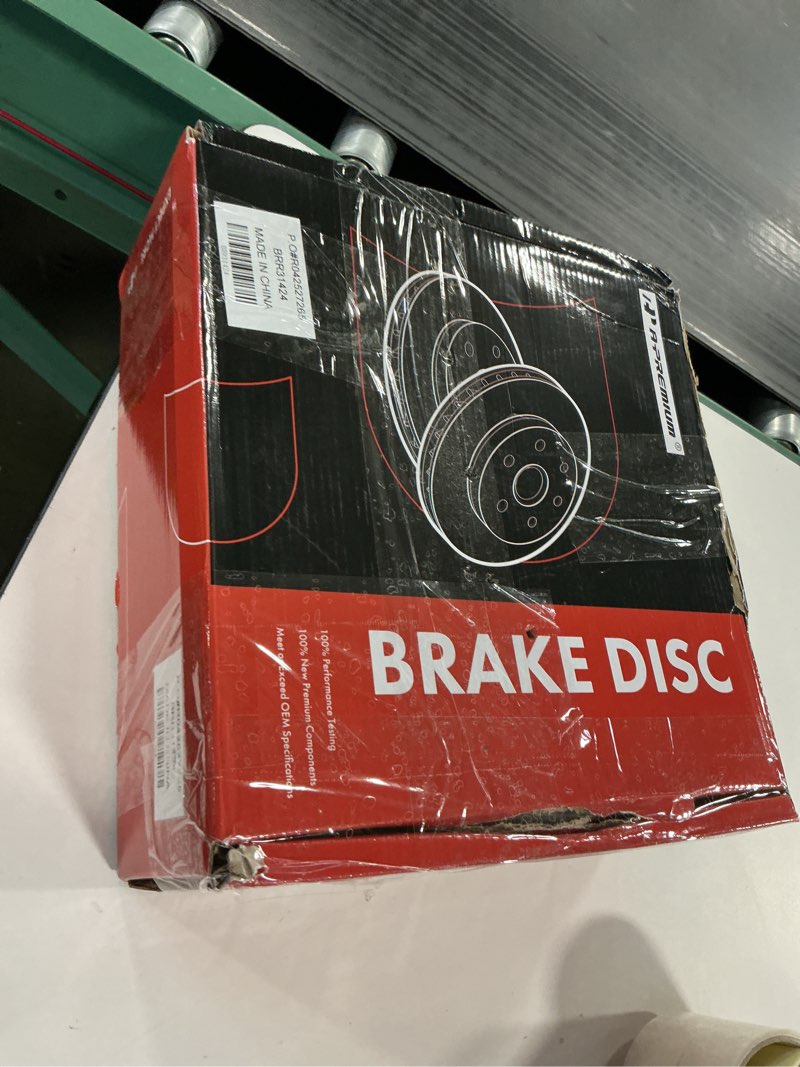 P.O#R042527265
BRR31424
MADE IN CHINA
A-PREMIUM
BRAKE DISC
100% Performance Testing
100% New Premium Components
Meet or Exceed OEM Specifications